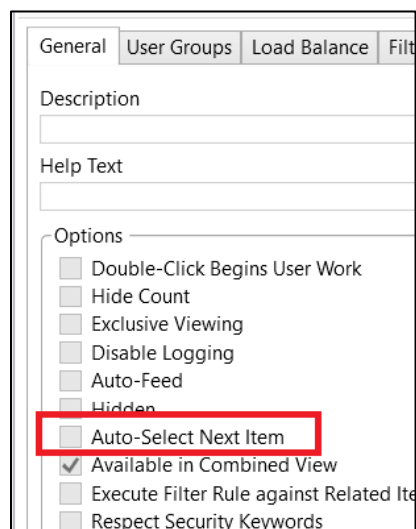 General User Groups Load Balance Filt
Description
Help Text
Options
Double-Click Begins User Work
Hide Count
Exclusive Viewing
Disable Logging
Auto-Feed
Hidden
Auto-Select Next Item
Available in Combined View
Execute Filter Rule against Related Ite
Respect Security Keywords